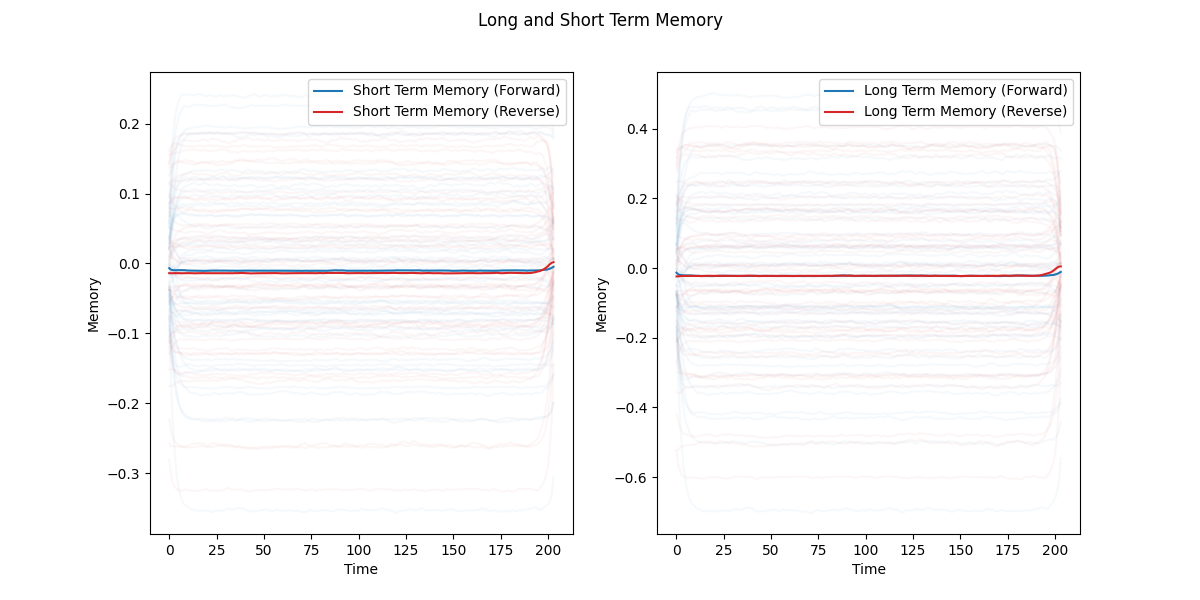 Long and Short Term Memory
Short Term Memory (Forward)
Short Term Memory (Reverse)
0.2
0.1
0.0
−0.1
−0.2
−0.3
Memory
0 25 50 75 100 125 150 175 200
Time
Long Term Memory (Forward)
Long Term Memory (Reverse)
0.4
0.2
0.0
−0.2
−0.4
−0.6
Memory
0 25 50 75 100 125 150 175 200
Time